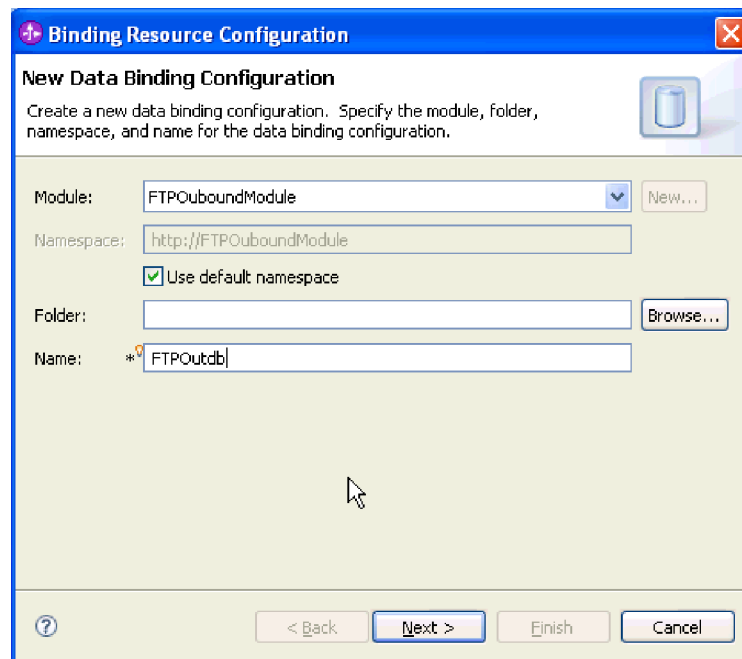 Binding Resource Configuration
New Data Binding Configuration
Create a new data binding configuration. Specify the module, folder,
namespace, and name for the data binding configuration.
Module: FTPOuboundModule New...
Namespace: http://FTPOuboundModule
Use default namespace
Folder: Browse...
Name: * FTPOutdb
< Back Next > Finish Cancel